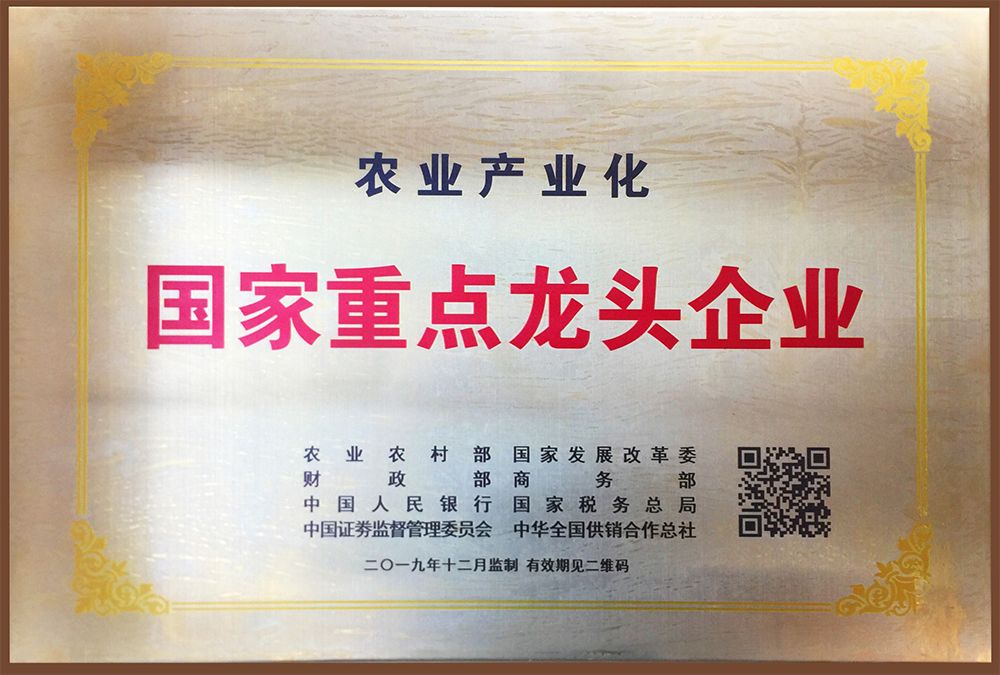 农业产业化
国家重点龙头企业
农业农村部 国家发展改革委
财政部 商务部
中国人民银行 国家税务总局
中国证券监督管理委员会 中华全国供销合作总社
二〇一九年十二月监制 有效期见二维码